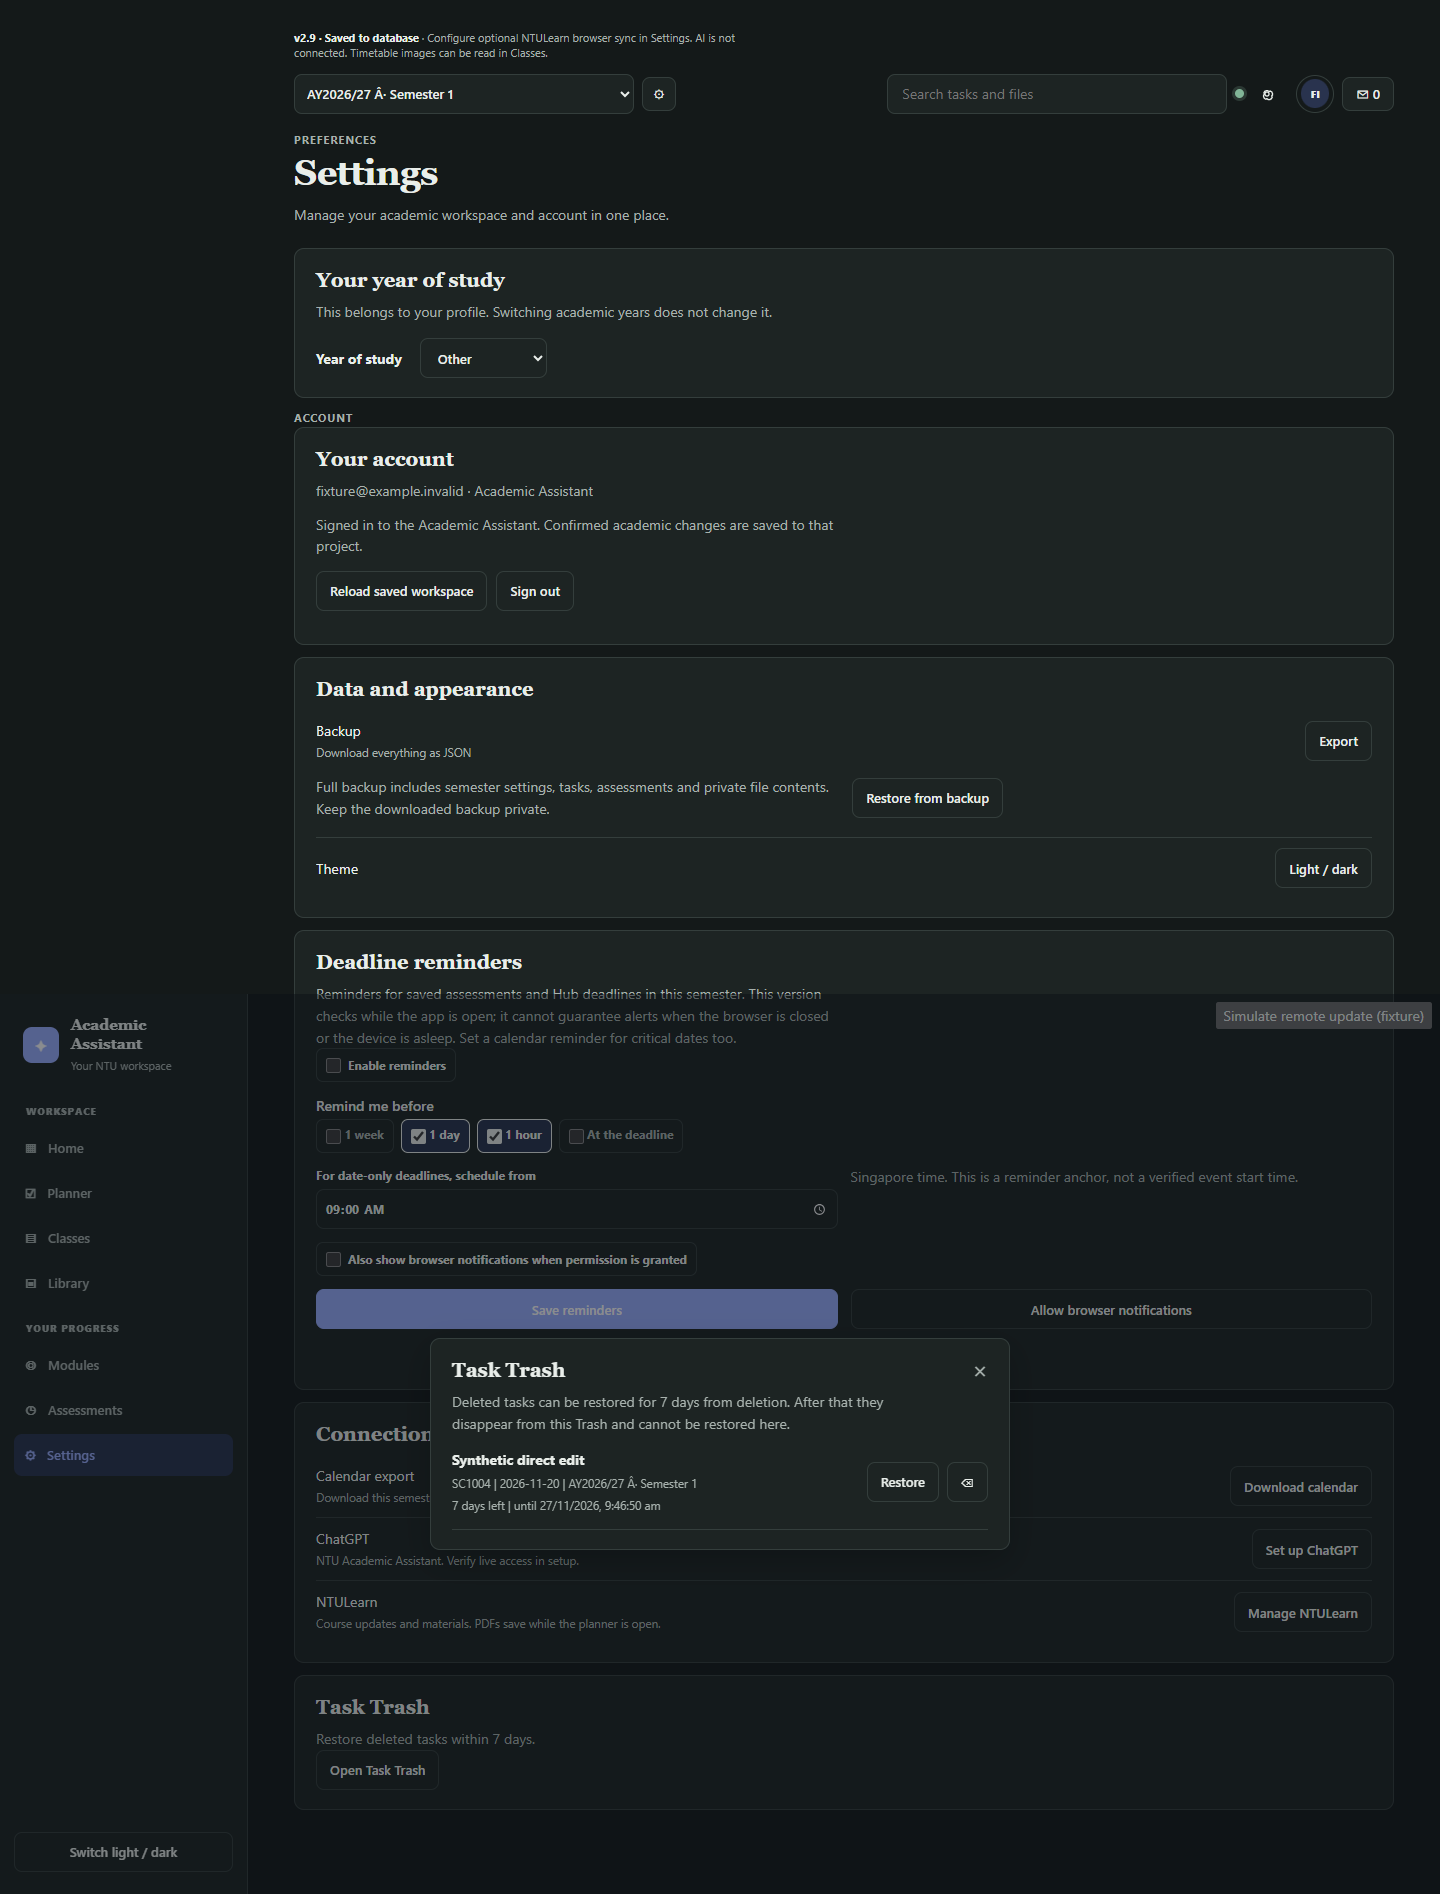 v2.9 · Saved to database · Configure optional NTULearn browser sync in Settings. AI is not
connected. Timetable images can be read in Classes.
AY2026/27 Â· Semester 1
Search tasks and files
FI
0
PREFERENCES
Settings
Manage your academic workspace and account in one place.
Your year of study
This belongs to your profile. Switching academic years does not change it.
Year of study
Other
ACCOUNT
Your account
fixture@example.invalid · Academic Assistant
Signed in to the Academic Assistant. Confirmed academic changes are saved to that
project.
Reload saved workspace
Sign out
Data and appearance
Backup
Download everything as JSON
Export
Full backup includes semester settings, tasks, assessments and private file contents.
Keep the downloaded backup private.
Restore from backup
Theme
Light / dark
Deadline reminders
Reminders for saved assessments and Hub deadlines in this semester. This version
checks while the app is open; it cannot guarantee alerts when the browser is closed
or the device is asleep. Set a calendar reminder for critical dates too.
Simulate remote update (fixture)
Enable reminders
Remind me before
1 week
1 day
1 hour
At the deadline
For date-only deadlines, schedule from
09:00 AM
Singapore time. This is a reminder anchor, not a verified event start time.
Also show browser notifications when permission is granted
Save reminders
Allow browser notifications
Task Trash
Deleted tasks can be restored for 7 days from deletion. After that they
disappear from this Trash and cannot be restored here.
Synthetic direct edit
SC1004 | 2026-11-20 | AY2026/27 Â· Semester 1
7 days left | until 27/11/2026, 9:46:50 am
Restore
Connection
Calendar export
Download this semest
Download calendar
ChatGPT
NTU Academic Assistant. Verify live access in setup.
Set up ChatGPT
NTULearn
Course updates and materials. PDFs save while the planner is open.
Manage NTULearn
Task Trash
Restore deleted tasks within 7 days.
Open Task Trash
Academic
Assistant
Your NTU workspace
WORKSPACE
Home
Planner
Classes
Library
YOUR PROGRESS
Modules
Assessments
Settings
Switch light / dark